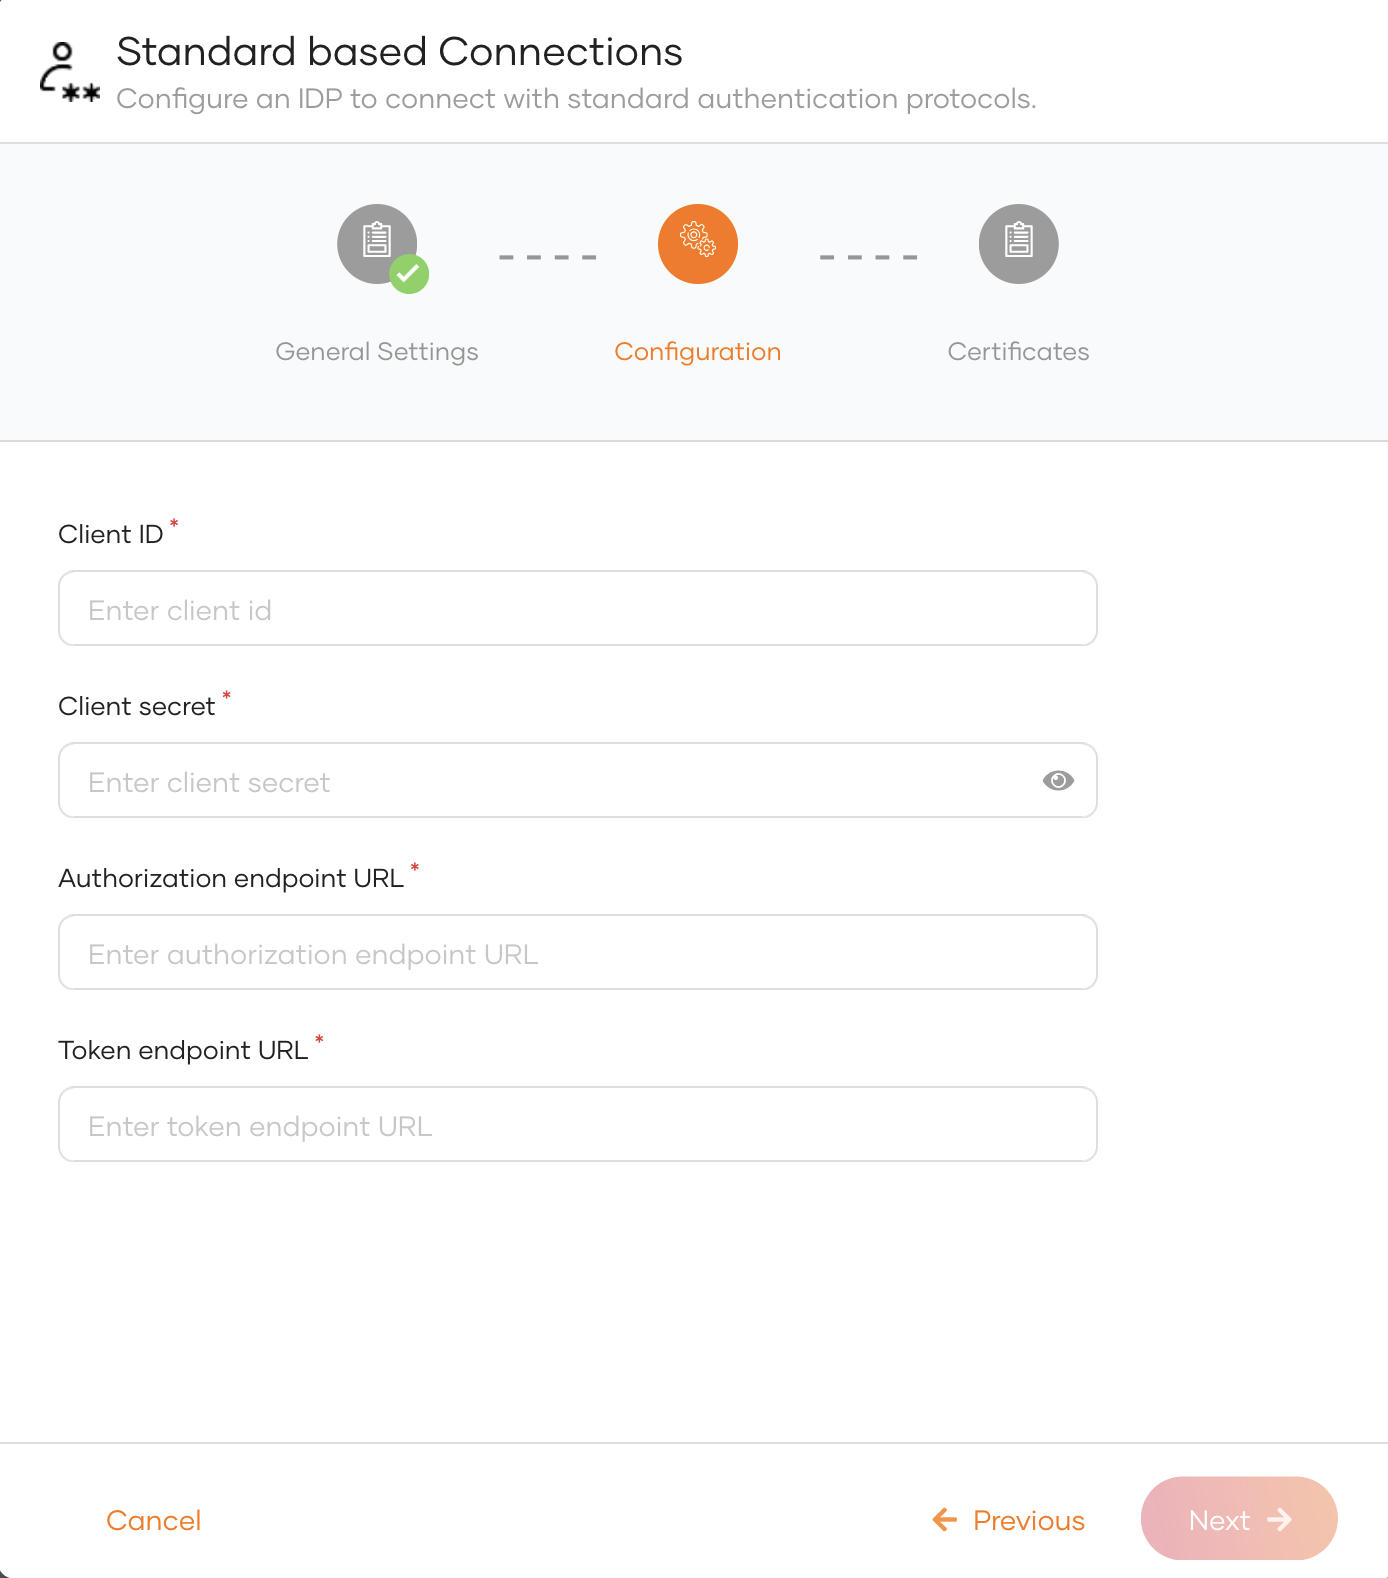 Standard based Connections
Configure an IDP to connect with standard authentication protocols.
General Settings
Configuration
Certificates
Client ID *
Enter client id
Client secret *
Enter client secret
Authorization endpoint URL *
Enter authorization endpoint URL
Token endpoint URL *
Enter token endpoint URL
Cancel
Previous
Next